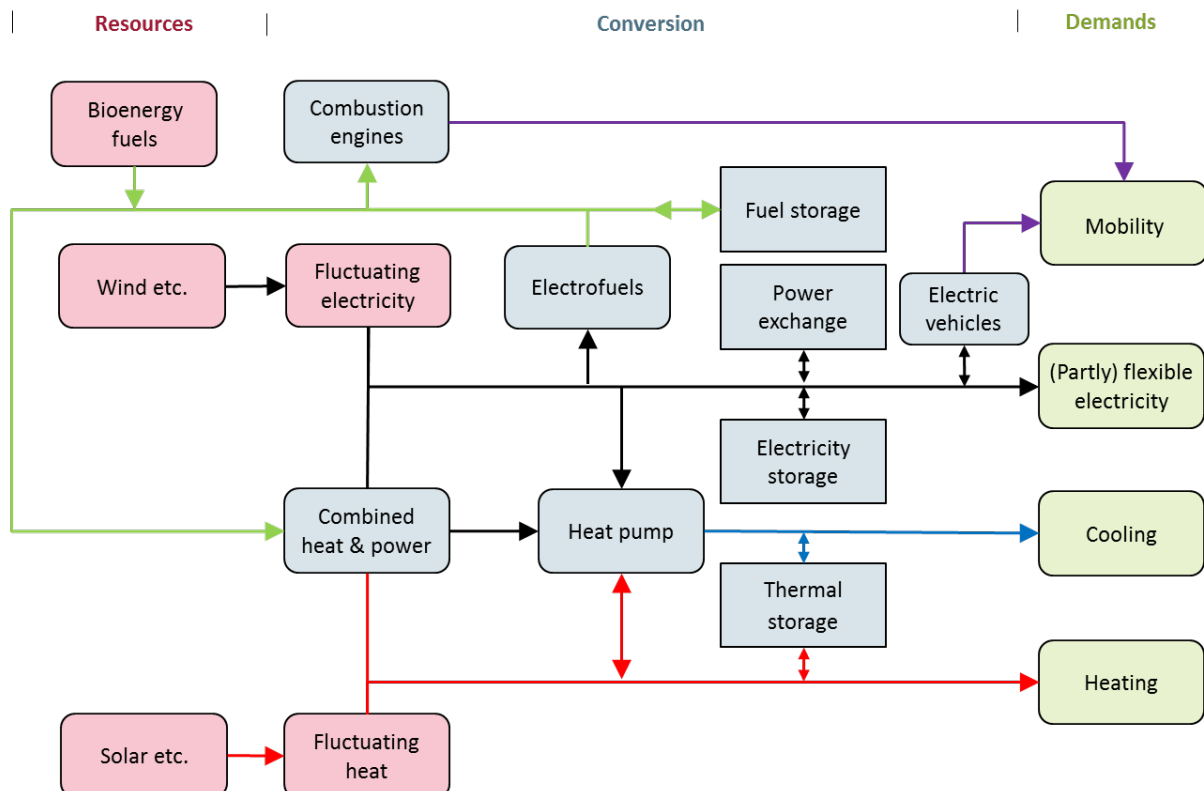 Resources
Conversion
Demands
Bioenergy
fuels
Combustion
engines
Fuel storage
Mobility
Wind etc.
Fluctuating
electricity
Electrofuels
Power
exchange
Electric
vehicles
(Partly) flexible
electricity
Electricity
storage
Combined
heat & power
Heat pump
Cooling
Thermal
storage
Heating
Solar etc.
Fluctuating
heat